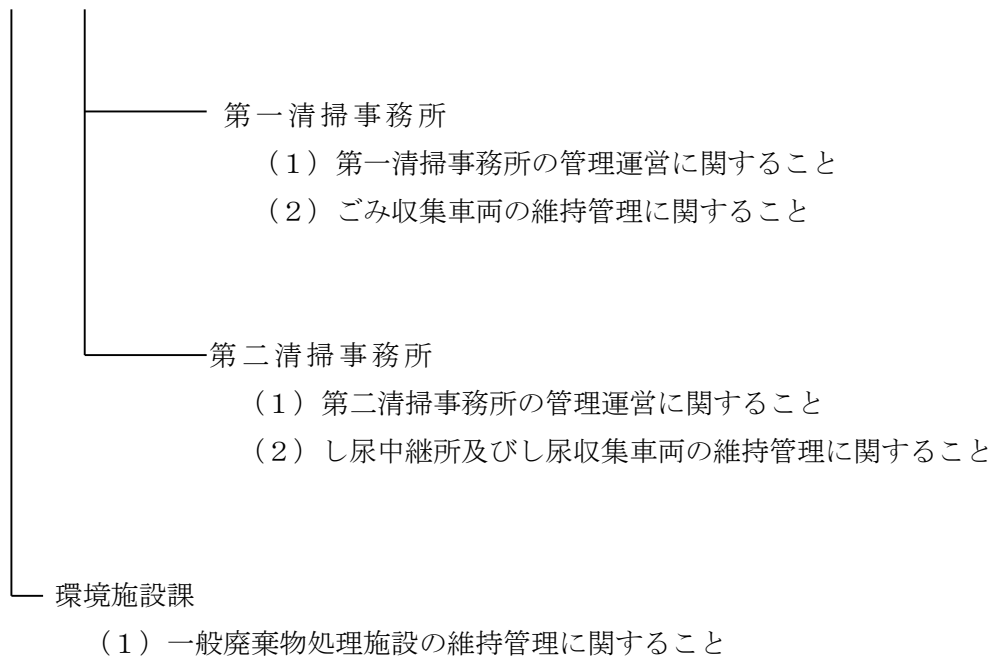 第一清掃事務所
（１）第一清掃事務所の管理運営に関すること
（２）ごみ収集車両の維持管理に関すること
第二清掃事務所
（１）第二清掃事務所の管理運営に関すること
（２）し尿中継所及びし尿収集車両の維持管理に関すること
環境施設課
（１）一般廃棄物処理施設の維持管理に関すること